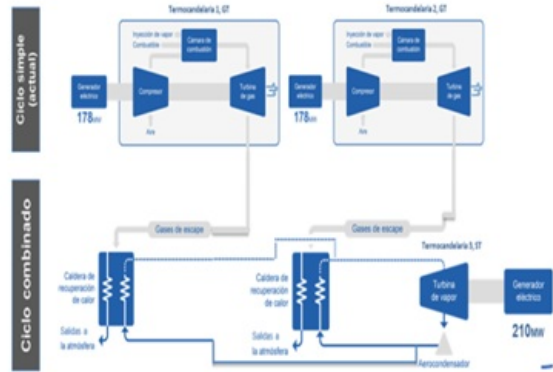 Ciclo simple
(actual)
Termocandelaria 1, GT
Inyección de vapor
Combustible
Cámara de
combustión
Generador
eléctrico
178MW
Compresor
Turbina
de gas
Aire
Termocandelaria 2, GT
Inyección de vapor
Combustible
Cámara de
combustión
Generador
eléctrico
178MW
Compresor
Turbina
de gas
Aire
Ciclo combinado
Gases de escape
Caldera de
recuperación
de calor
Salidas a
la atmósfera
Gases de escape
Caldera de
recuperación
de calor
Salidas a
la atmósfera
Termocandelaria 3, ST
Turbina
de vapor
Generador
eléctrico
210MW
Aerocondensador